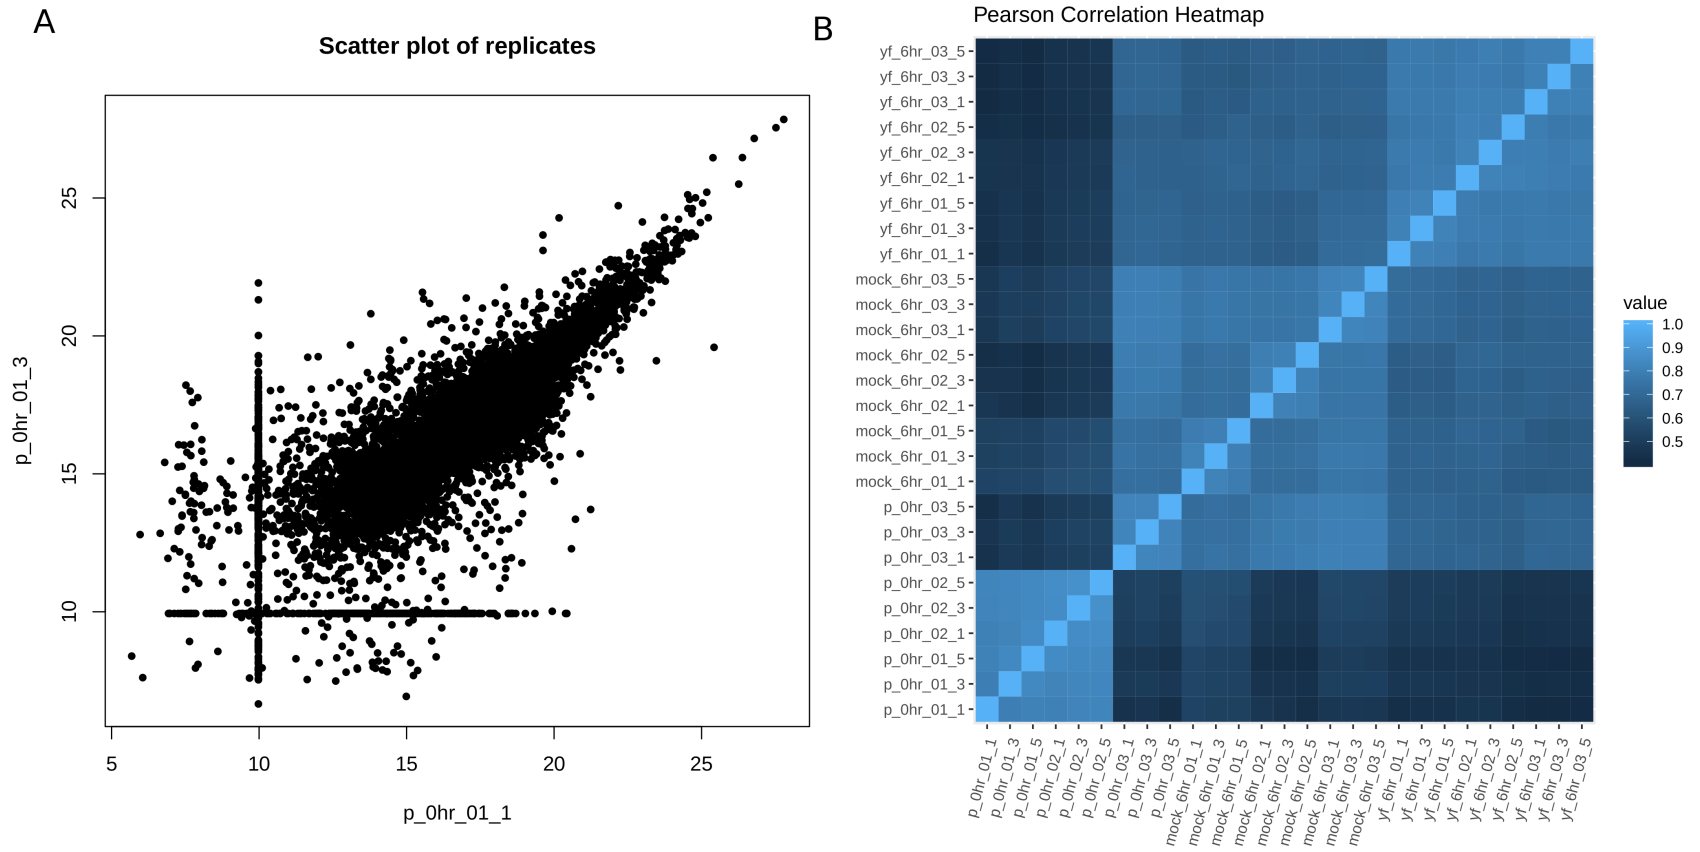 A
Scatter plot of replicates
p_0hr_01_3
25
20
15
10
5 10 15 20 25
p_0hr_01_1
B
Pearson Correlation Heatmap
yf_6hr_03_5
yf_6hr_03_3
yf_6hr_03_1
yf_6hr_02_5
yf_6hr_02_3
yf_6hr_02_1
yf_6hr_01_5
yf_6hr_01_3
yf_6hr_01_1
mock_6hr_03_5
mock_6hr_03_3
mock_6hr_03_1
mock_6hr_02_5
mock_6hr_02_3
mock_6hr_02_1
mock_6hr_01_5
mock_6hr_01_3
mock_6hr_01_1
p_0hr_03_5
p_0hr_03_3
p_0hr_03_1
p_0hr_02_5
p_0hr_02_3
p_0hr_02_1
p_0hr_01_5
p_0hr_01_3
p_0hr_01_1
p_0hr_01_1
p_0hr_01_3
p_0hr_01_5
p_0hr_02_1
p_0hr_02_3
p_0hr_02_5
p_0hr_03_1
p_0hr_03_3
p_0hr_03_5
mock_6hr_01_1
mock_6hr_01_3
mock_6hr_01_5
mock_6hr_02_1
mock_6hr_02_3
mock_6hr_02_5
mock_6hr_03_1
mock_6hr_03_3
mock_6hr_03_5
yf_6hr_01_1
yf_6hr_01_3
yf_6hr_01_5
yf_6hr_02_1
yf_6hr_02_3
yf_6hr_02_5
yf_6hr_03_1
yf_6hr_03_3
yf_6hr_03_5
value
1.0
0.9
0.8
0.7
0.6
0.5